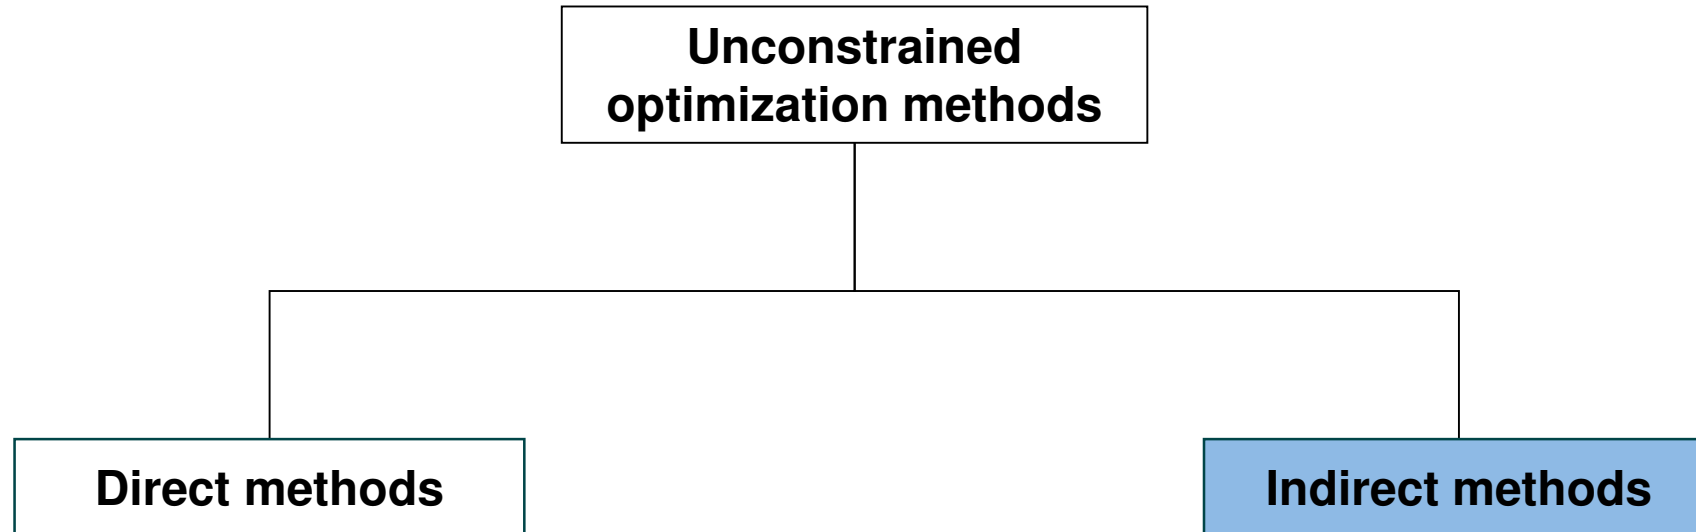 Unconstrained
optimization methods
Direct methods
Indirect methods